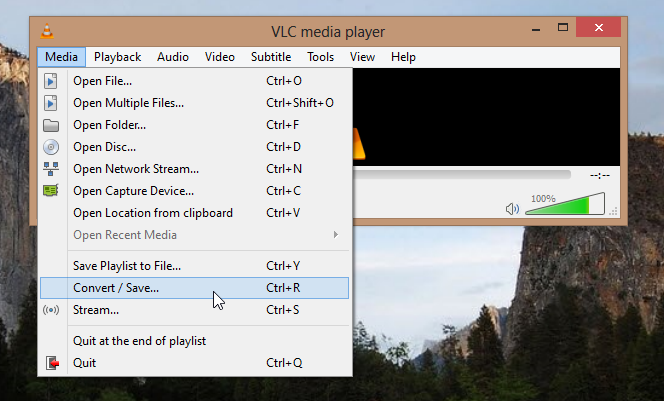 VLC media player
Media Playback Audio Video Subtitle Tools View Help
Open File... Ctrl+O
Open Multiple Files... Ctrl+Shift+O
Open Folder... Ctrl+F
Open Disc... Ctrl+D
Open Network Stream... Ctrl+N
--:--
Open Capture Device... Ctrl+C
100%
Open Location from clipboard Ctrl+V
Open Recent Media
Save Playlist to File... Ctrl+Y
Convert / Save... Ctrl+R
Stream... Ctrl+S
Quit at the end of playlist
Quit Ctrl+Q